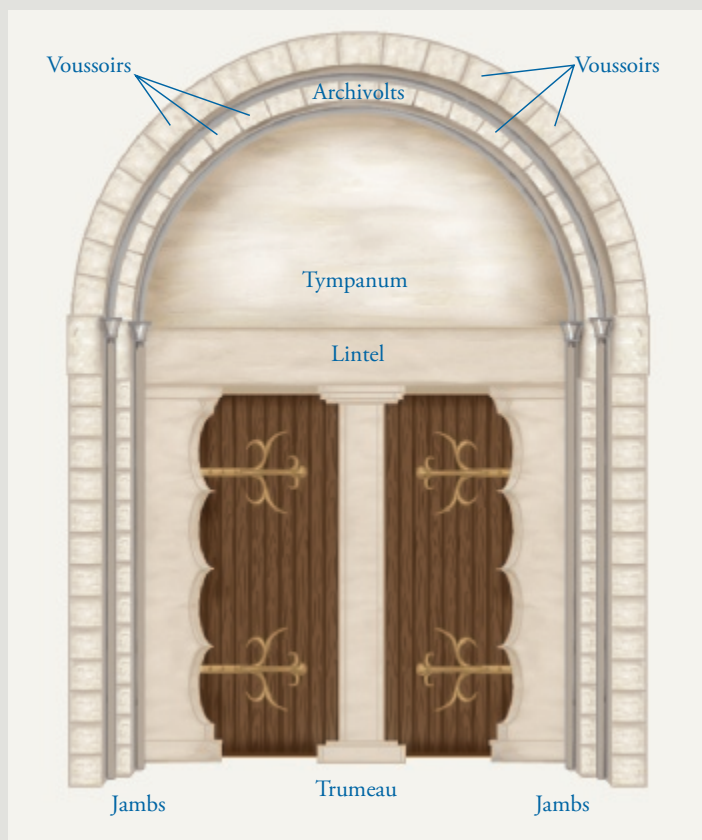 Voussoirs
Voussoirs
Archivolts
Tympanum
Lintel
Trumeau
Jambs
Jambs